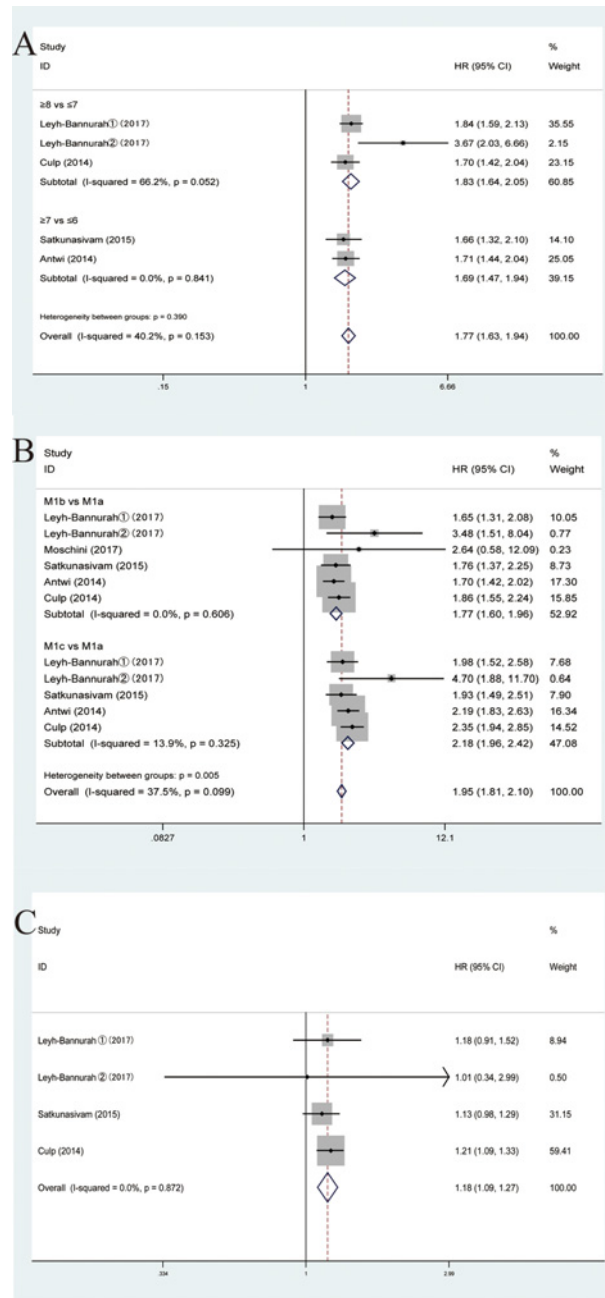 A
Study %
ID HR (95% CI) Weight
≥8 vs ≤7
Leyh-Bannurah① (2017) 1.84 (1.59, 2.13) 35.55
Leyh-Bannurah② (2017) 3.67 (2.03, 6.66) 2.15
Culp (2014) 1.70 (1.42, 2.04) 23.15
Subtotal (I-squared = 66.2%, p = 0.052) 1.83 (1.64, 2.05) 60.85
≥7 vs ≤6
Satkunasivam (2015) 1.66 (1.32, 2.10) 14.10
Antwi (2014) 1.71 (1.44, 2.04) 25.05
Subtotal (I-squared = 0.0%, p = 0.841) 1.69 (1.47, 1.94) 39.15
Heterogeneity between groups: p = 0.390
Overall (I-squared = 40.2%, p = 0.153) 1.77 (1.63, 1.94) 100.00
.15 1 6.66
B
Study %
ID HR (95% CI) Weight
M1b vs M1a
Leyh-Bannurah① (2017) 1.65 (1.31, 2.08) 10.05
Leyh-Bannurah② (2017) 3.48 (1.51, 8.04) 0.77
Moschini (2017) 2.64 (0.58, 12.09) 0.23
Satkunasivam (2015) 1.76 (1.37, 2.25) 8.73
Antwi (2014) 1.70 (1.42, 2.02) 17.30
Culp (2014) 1.86 (1.55, 2.24) 15.85
Subtotal (I-squared = 0.0%, p = 0.606) 1.77 (1.60, 1.96) 52.92
M1c vs M1a
Leyh-Bannurah① (2017) 1.98 (1.52, 2.58) 7.68
Leyh-Bannurah② (2017) 4.70 (1.88, 11.70) 0.64
Satkunasivam (2015) 1.93 (1.49, 2.51) 7.90
Antwi (2014) 2.19 (1.83, 2.63) 16.34
Culp (2014) 2.35 (1.94, 2.85) 14.52
Subtotal (I-squared = 13.9%, p = 0.325) 2.18 (1.96, 2.42) 47.08
Heterogeneity between groups: p = 0.005
Overall (I-squared = 37.5%, p = 0.099) 1.95 (1.81, 2.10) 100.00
.0827 1 12.1
C
Study %
ID HR (95% CI) Weight
Leyh-Bannurah ① (2017) 1.18 (0.91, 1.52) 8.94
Leyh-Bannurah ② (2017) 1.01 (0.34, 2.99) 0.50
Satkunasivam (2015) 1.13 (0.98, 1.29) 31.15
Culp (2014) 1.21 (1.09, 1.33) 59.41
Overall (I-squared = 0.0%, p = 0.872) 1.18 (1.09, 1.27) 100.00
.334 1 2.99